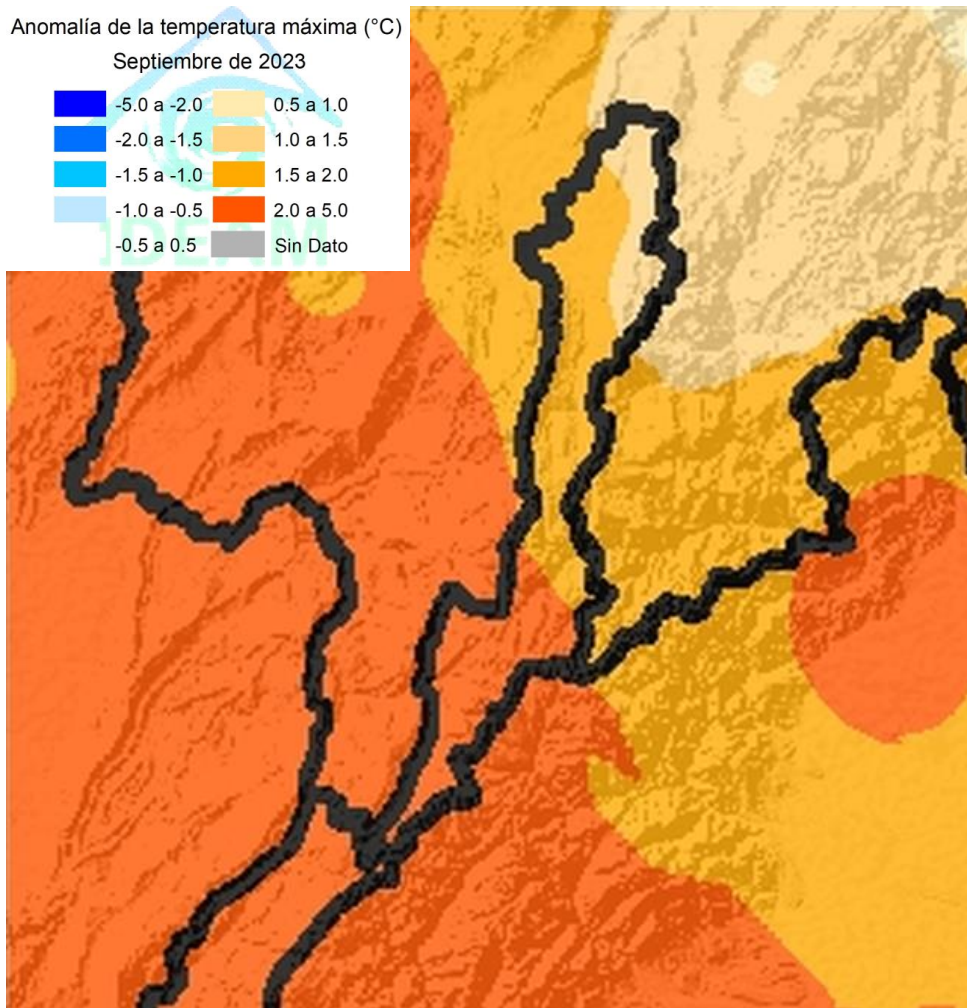 Anomalía de la temperatura máxima (°C)
Septiembre de 2023
-5.0 a -2.0 0.5 a 1.0
-2.0 a -1.5 1.0 a 1.5
-1.5 a -1.0 1.5 a 2.0
-1.0 a -0.5 2.0 a 5.0
-0.5 a 0.5 Sin Dato
IDEAM